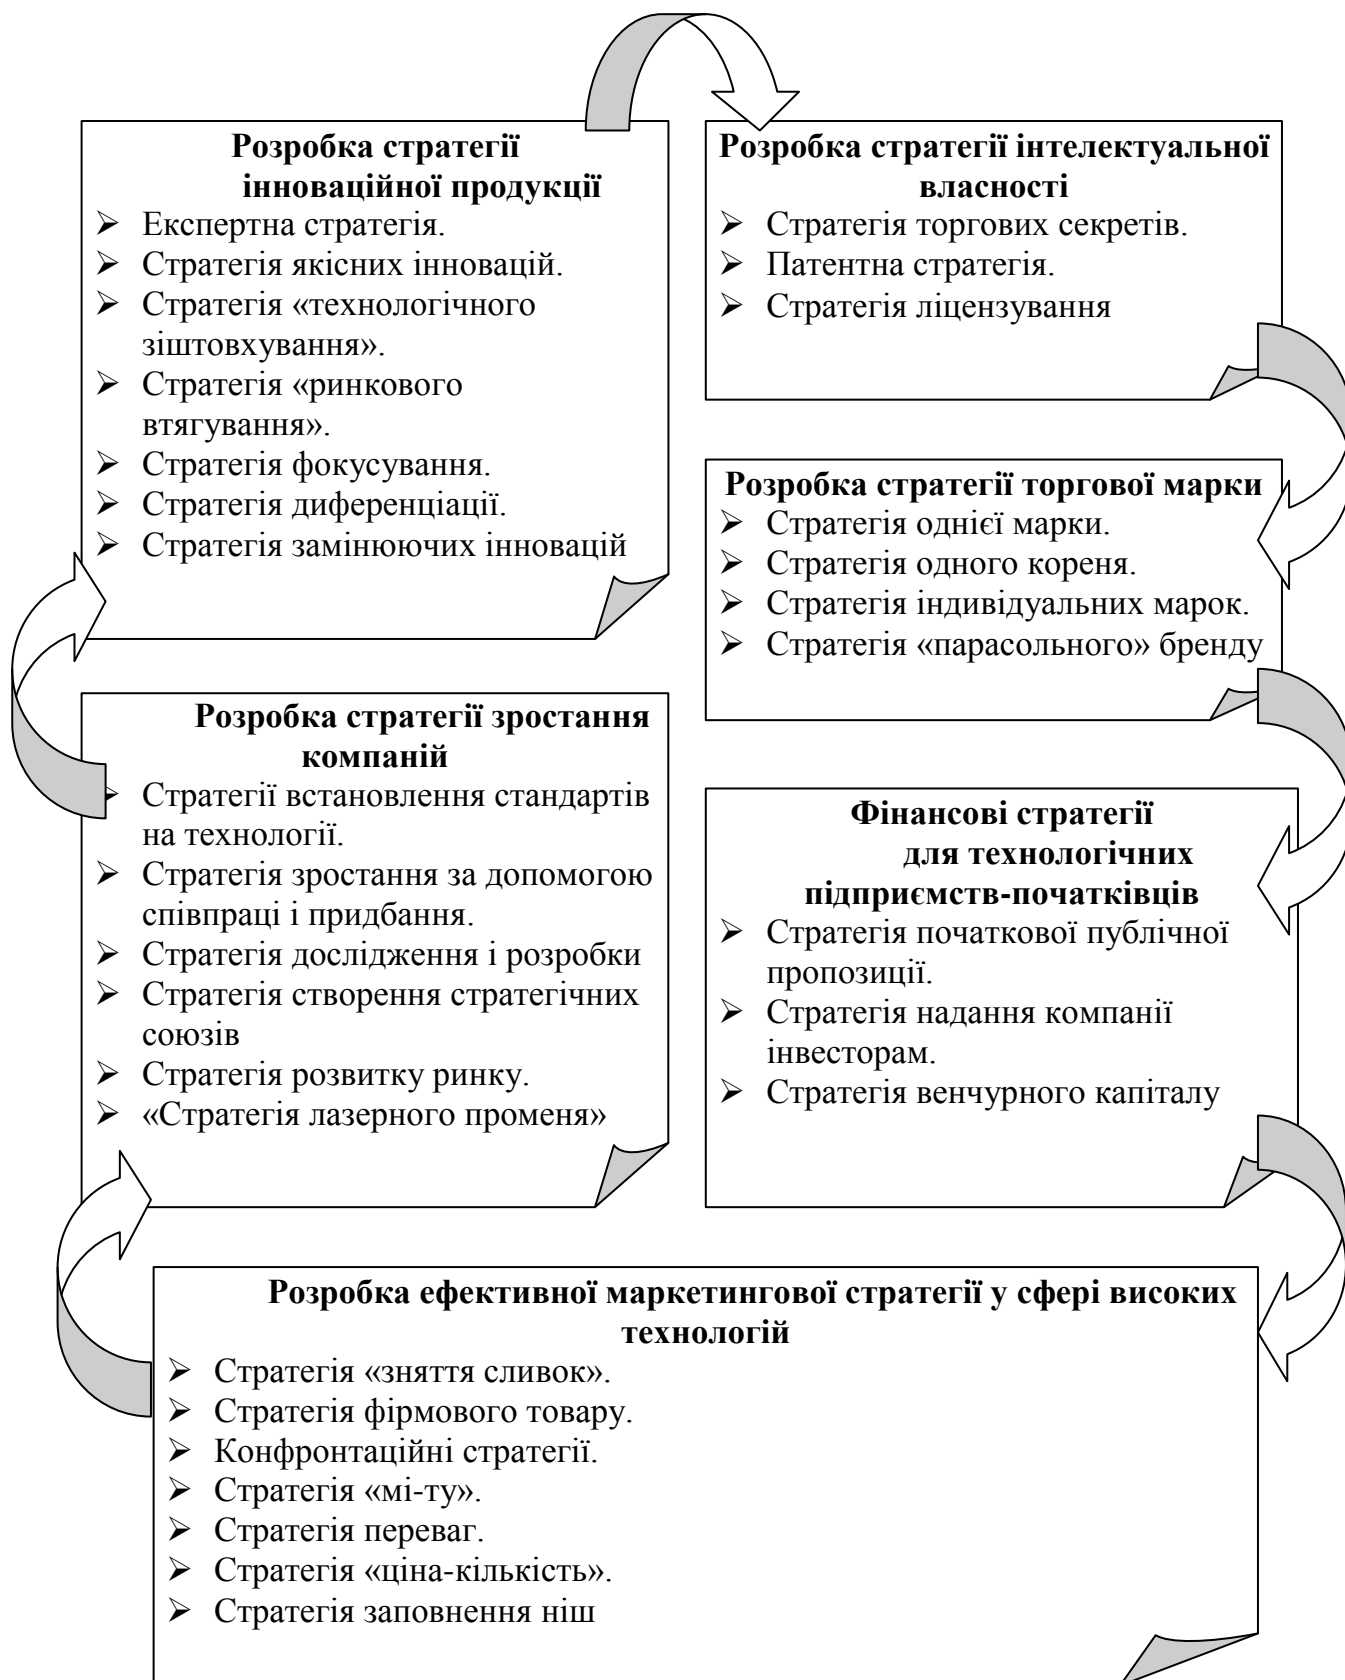 Розробка стратегії
інноваційної продукції
➢ Експертна стратегія.
➢ Стратегія якісних інновацій.
➢ Стратегія «технологічного
зіштовхування».
➢ Стратегія «ринкового
втягування».
➢ Стратегія фокусування.
➢ Стратегія диференціації.
➢ Стратегія замінюючих інновацій
Розробка стратегії інтелектуальної
власності
➢ Стратегія торгових секретів.
➢ Патентна стратегія.
➢ Стратегія ліцензування
Розробка стратегії торгової марки
➢ Стратегія однієї марки.
➢ Стратегія одного кореня.
➢ Стратегія індивідуальних марок.
➢ Стратегія «парасольного» бренду
Розробка стратегії зростання
компаній
➢ Стратегії встановлення стандартів
на технології.
➢ Стратегія зростання за допомогою
співпраці і придбання.
➢ Стратегія дослідження і розробки
➢ Стратегія створення стратегічних
союзів
➢ Стратегія розвитку ринку.
➢ «Стратегія лазерного променя»
Фінансові стратегії
для технологічних
підприємств-початківців
➢ Стратегія початкової публічної
пропозиції.
➢ Стратегія надання компанії
інвесторам.
➢ Стратегія венчурного капіталу
Розробка ефективної маркетингової стратегії у сфері високих
технологій
➢ Стратегія «зняття сливок».
➢ Стратегія фірмового товару.
➢ Конфронтаційні стратегії.
➢ Стратегія «мі-ту».
➢ Стратегія переваг.
➢ Стратегія «ціна-кількість».
➢ Стратегія заповнення ніш